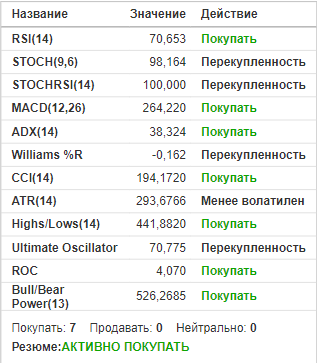 Название Значение Действие
RSI(14) 70,653 Покупать
STOCH(9,6) 98,164 Перекупленность
STOCHRSI(14) 100,000 Перекупленность
MACD(12,26) 264,220 Покупать
ADX(14) 38,324 Покупать
Williams %R -0,162 Перекупленность
CCI(14) 194,1720 Покупать
ATR(14) 293,6766 Менее волатилен
Highs/Lows(14) 441,8820 Покупать
Ultimate Oscillator 70,775 Перекупленность
ROC 4,070 Покупать
Bull/Bear
Power(13) 526,2685 Покупать
Покупать: 7 Продавать: 0 Нейтрально: 0
Резюме:АКТИВНО ПОКУПАТЬ